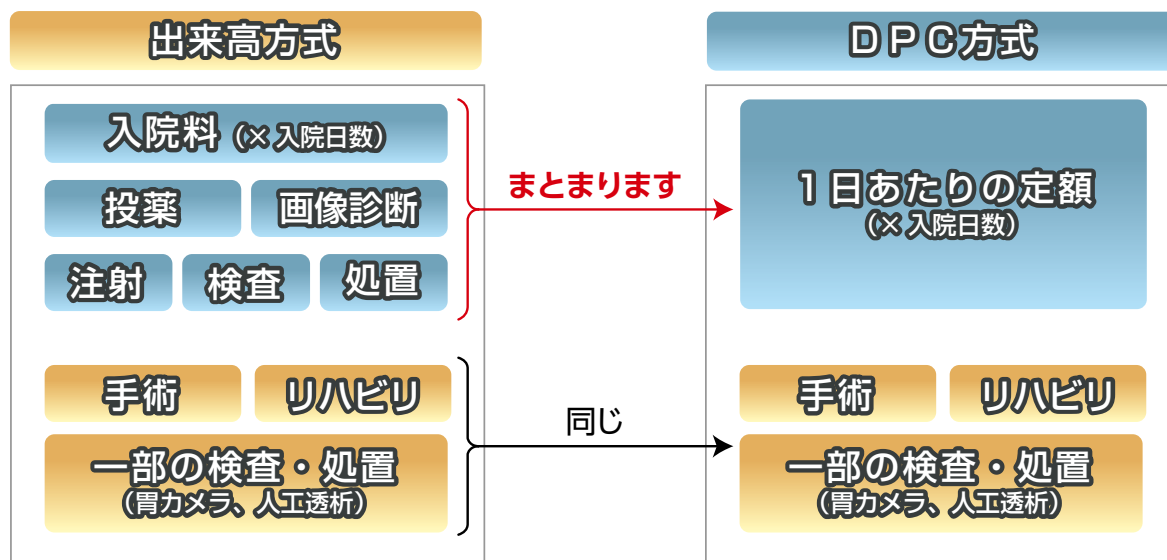 出来高方式
DPC方式
入院料（× 入院日数）
投薬
画像診断
注射
検査
処置
まとまります
1日あたりの定額
（× 入院日数）
手術
リハビリ
一部の検査・処置
（胃カメラ、人工透析）
同じ
手術
リハビリ
一部の検査・処置
（胃カメラ、人工透析）